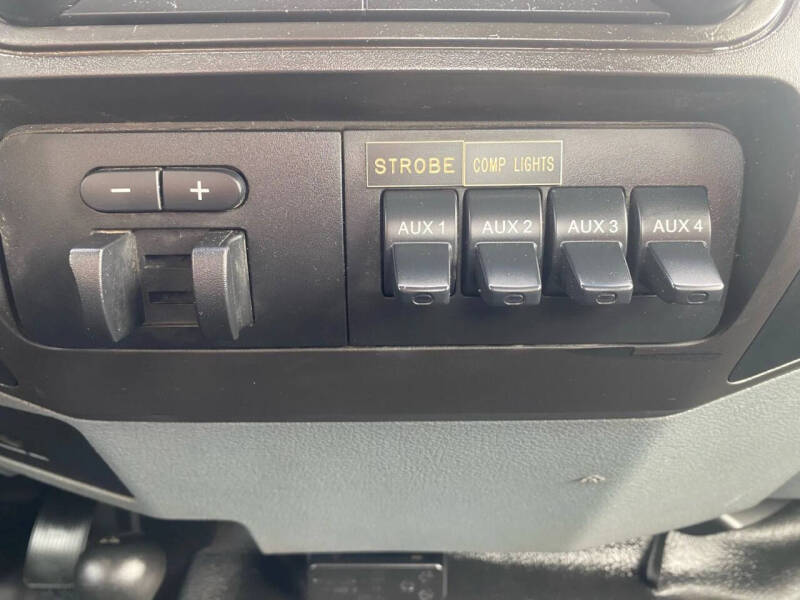 STROBE COMP LIGHTS
− +
AUX 1 AUX 2 AUX 3 AUX 4